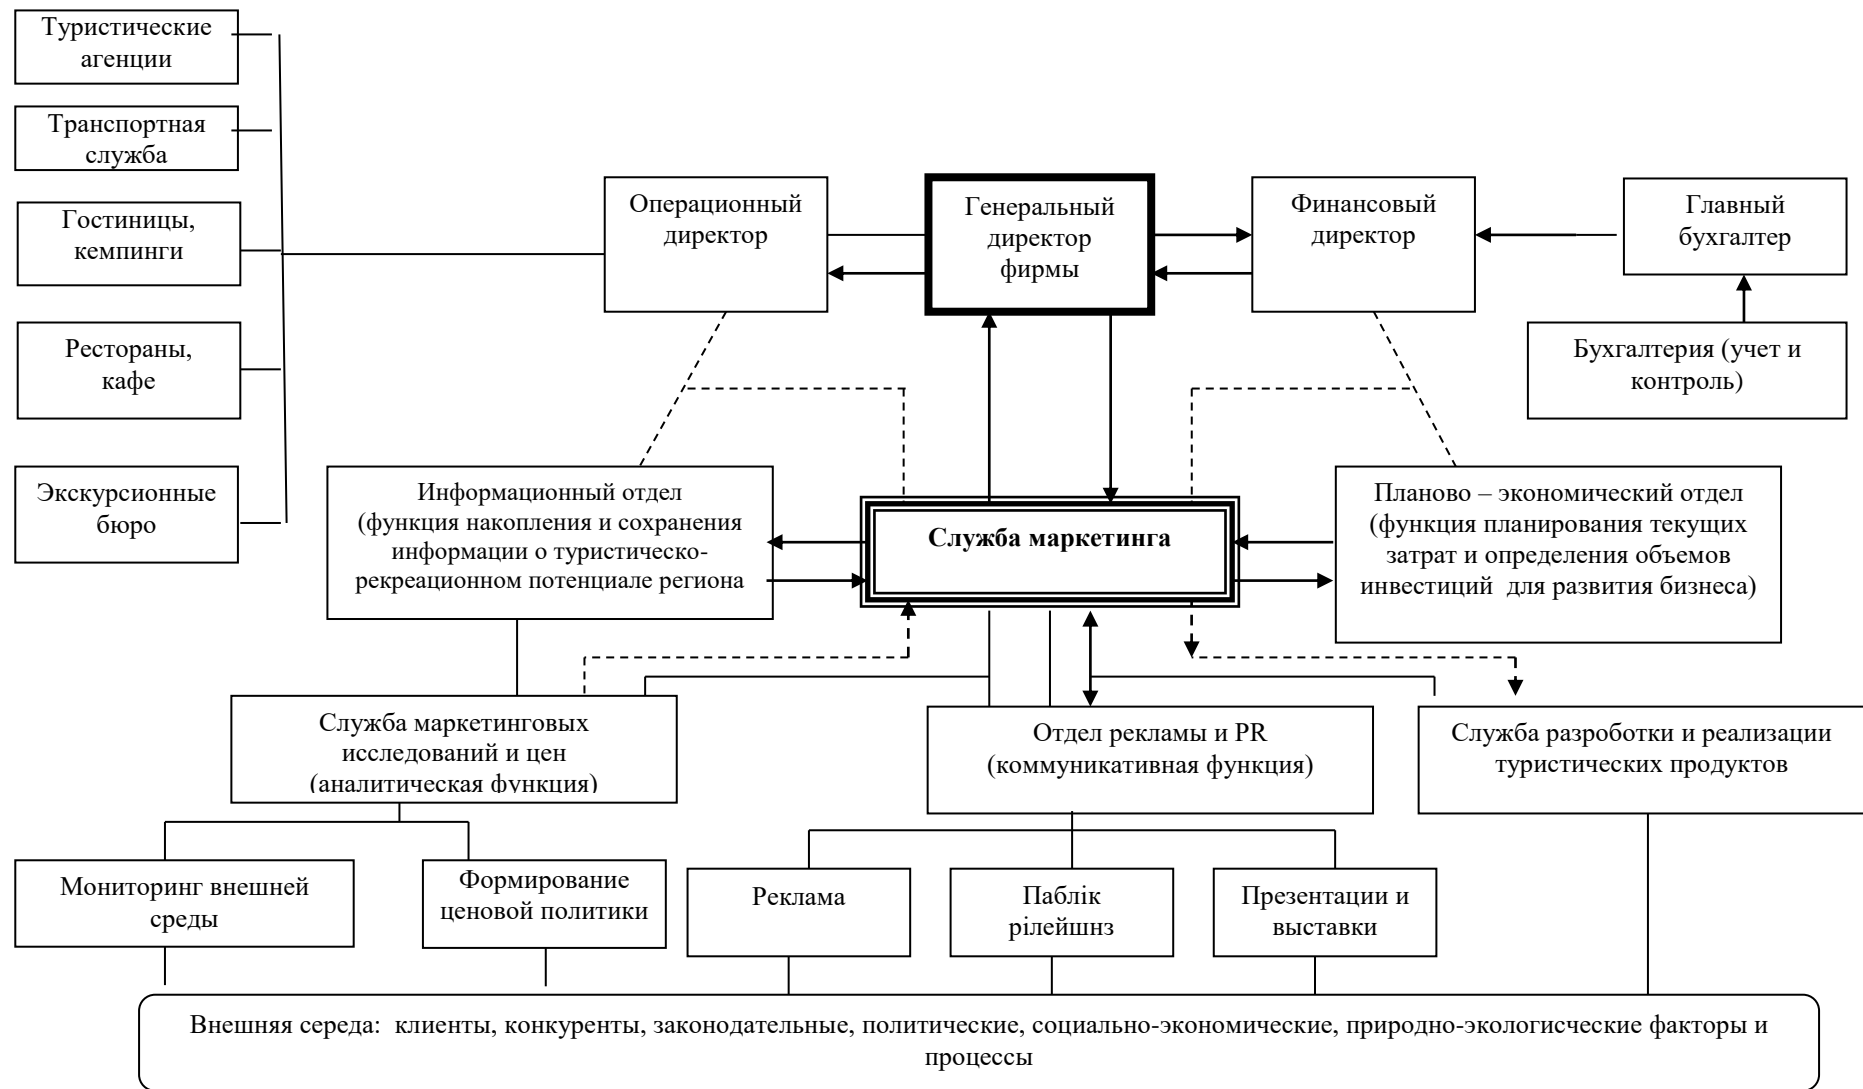 Туристические
агенции
Транспортная
служба
Гостиницы,
кемпинги
Рестораны,
кафе
Экскурсионные
бюро
Операционный
директор
Генеральный
директор
фирмы
Финансовый
директор
Главный
бухгалтер
Бухгалтерия (учет и
контроль)
Информационный отдел
(функция накопления и сохранения
информации о туристическо-
рекреационном потенциале региона
Служба маркетинга
Планово – экономический отдел
(функция планирования текущих
затрат и определения объемов
инвестиций для развития бизнеса)
Служба маркетинговых
исследований и цен
(аналитическая функция)
Отдел рекламы и PR
(коммуникативная функция)
Служба разроботки и реализации
туристических продуктов
Мониторинг внешней
среды
Формирование
ценовой политики
Реклама
Паблік
рілейшнз
Презентации и
выставки
Внешняя середа: клиенты, конкуренты, законодательные, политические, социально-экономические, природно-экологисческие факторы и
процессы